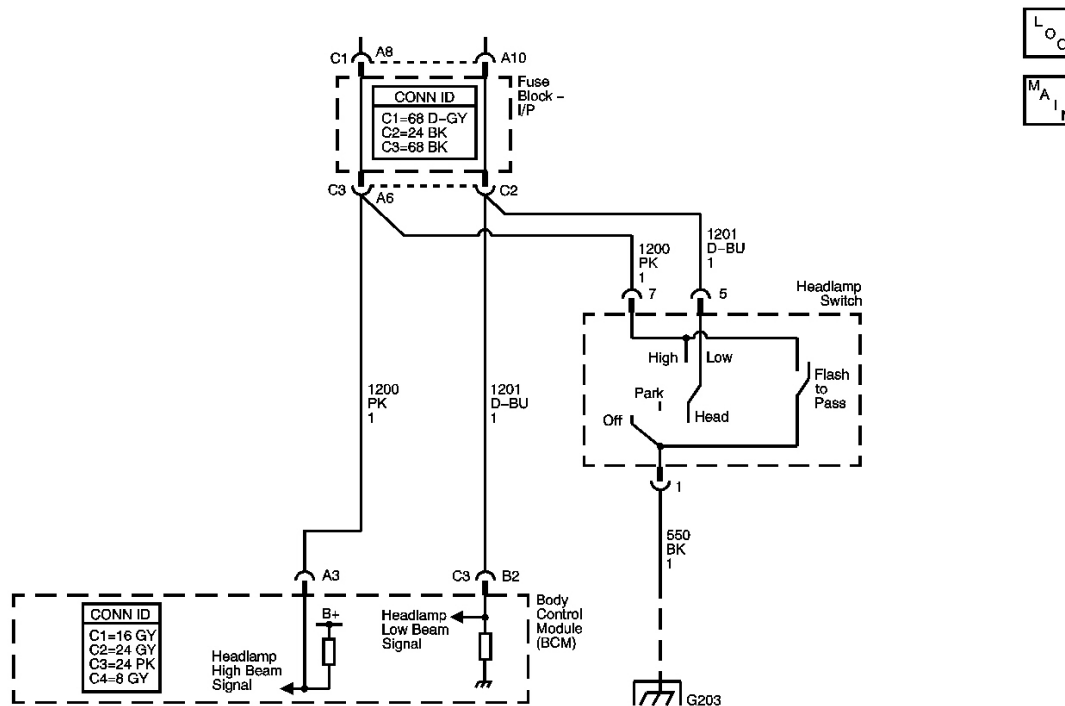 L
O
C
M
A
I
C1 A8
A10
Fuse
Block –
I/P
CONN ID
C1=68 D–GY
C2=24 BK
C3=68 BK
C3 A6
C2
1200
PK
1
1201
D–BU
1
7
5
Headlamp
Switch
High
Low
Flash
to
Pass
Park
Off
Head
1
1200
PK
1
1201
D–BU
1
550
BK
1
A3
C3 B2
CONN ID
C1=16 GY
C2=24 GY
C3=24 PK
C4=8 GY
B+
Headlamp
High Beam
Signal
Headlamp
Low Beam
Signal
Body
Control
Module
(BCM)
G203